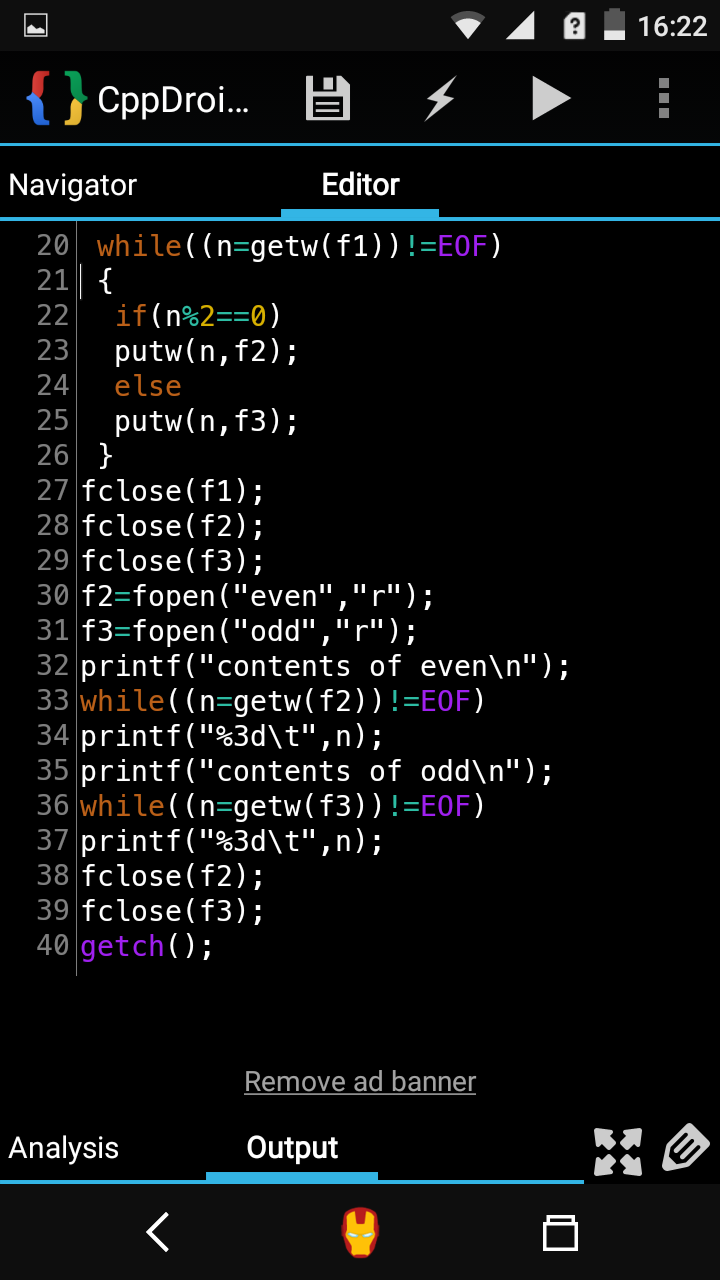 16:22
CppDroi...
Navigator Editor
20 while((n=getw(f1))!=EOF)
21 {
22 if(n%2==0)
23 putw(n,f2);
24 else
25 putw(n,f3);
26 }
27 fclose(f1);
28 fclose(f2);
29 fclose(f3);
30 f2=fopen("even","r");
31 f3=fopen("odd","r");
32 printf("contents of even\n");
33 while((n=getw(f2))!=EOF)
34 printf("%3d\t",n);
35 printf("contents of odd\n");
36 while((n=getw(f3))!=EOF)
37 printf("%3d\t",n);
38 fclose(f2);
39 fclose(f3);
40 getch();
Remove ad banner
Analysis Output